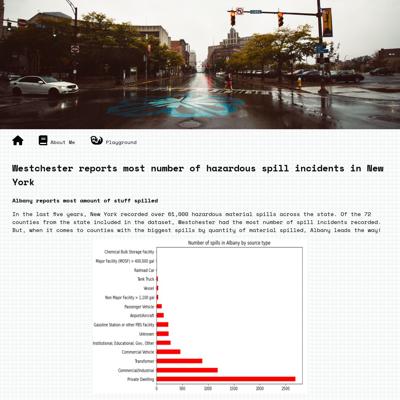 About Me
Playground
Westchester reports most number of hazardous spill incidents in New
York
Albany reports most amount of stuff spilled
In the last five years, New York recorded over 61,000 hazardous material spills across the state. Of the 72
counties from the state included in the dataset, Westchester had the most number of spill incidents recorded.
But, when it comes to counties with the biggest spills by quantity of material spilled, Albany leads the way!
Number of spills in Albany by source type
Chemical Bulk Storage Facility
Major Facility (MOSF) > 400,000 gal
Railroad Car
Tank Truck
Vessel
Non Major Facility > 1,100 gal
Passenger Vehicle
Airport/Aircraft
Gasoline Station or other PBS Facility
Unknown
Institutional, Educational, Gov., Other
Commercial Vehicle
Transformer
Commercial/Industrial
Private Dwelling
0 500 1000 1500 2000 2500